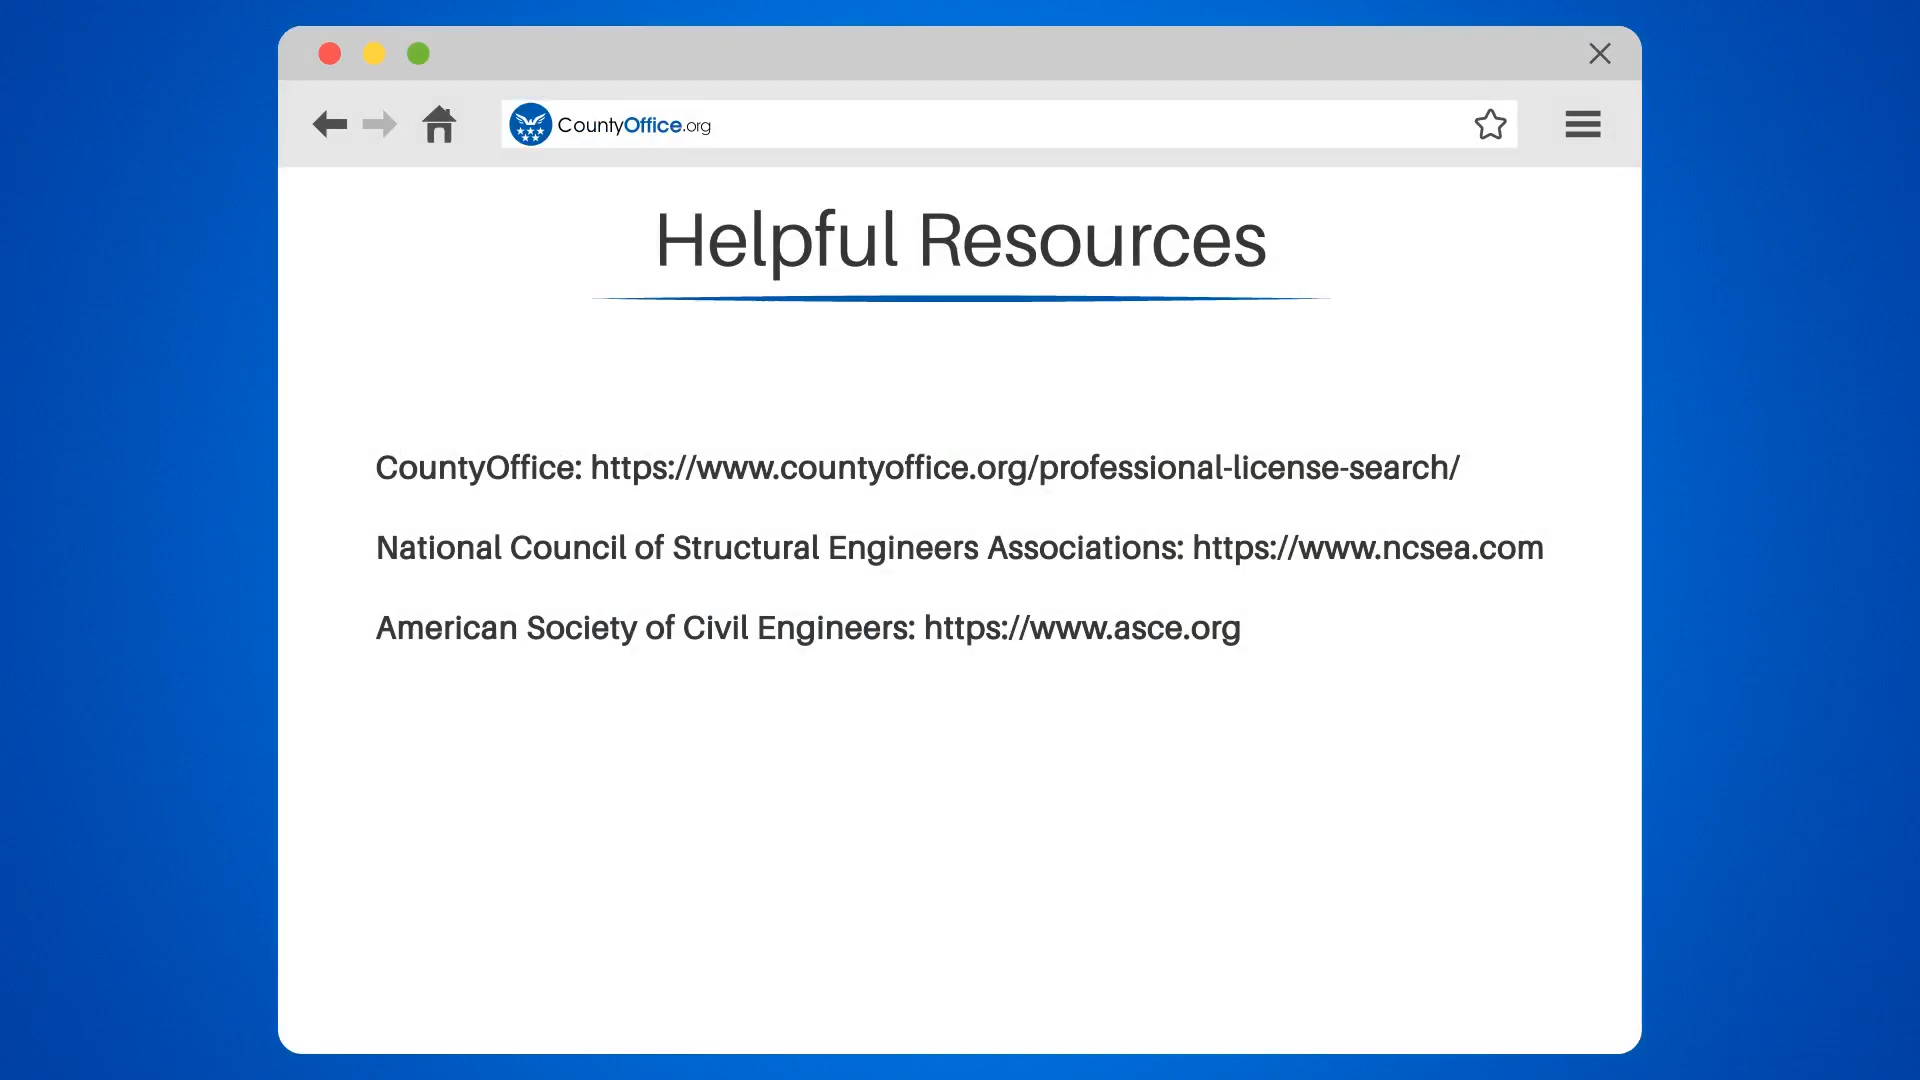 CountyOffice.org
Helpful Resources
CountyOffice: https://www.countyoffice.org/professional-license-search/
National Council of Structural Engineers Associations: https://www.ncsea.com
American Society of Civil Engineers: https://www.asce.org